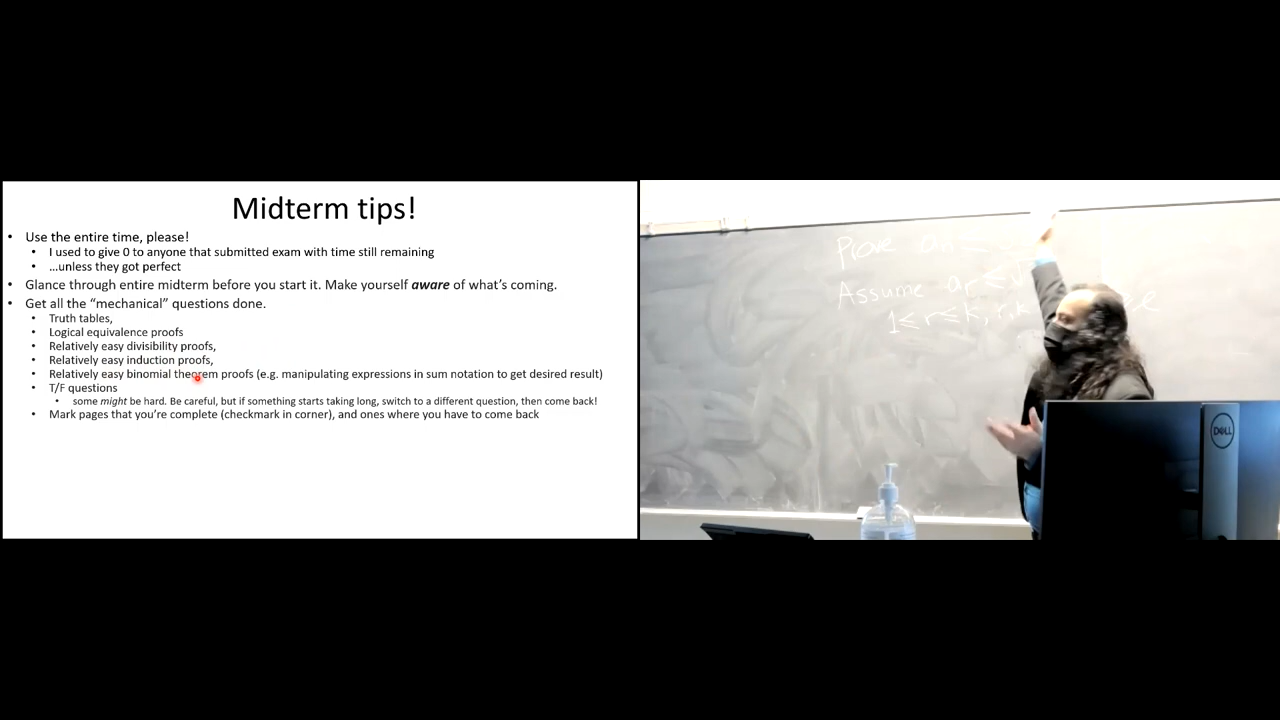 Midterm tips!
• Use the entire time, please!
• I used to give 0 to anyone that submitted exam with time still remaining
• …unless they got perfect
• Glance through entire midterm before you start it. Make yourself aware of what's coming.
• Get all the “mechanical” questions done.
• Truth tables,
• Logical equivalence proofs
• Relatively easy divisibility proofs,
• Relatively easy induction proofs,
• Relatively easy binomial theorem proofs (e.g. manipulating expressions in sum notation to get desired result)
• T/F questions
• some might be hard. Be careful, but if something starts taking long, switch to a different question, then come back!
• Mark pages that you're complete (checkmark in corner), and ones where you have to come back
Prove
Assume ar ≤
1 ≤ r ≤ k, r, k
DELL